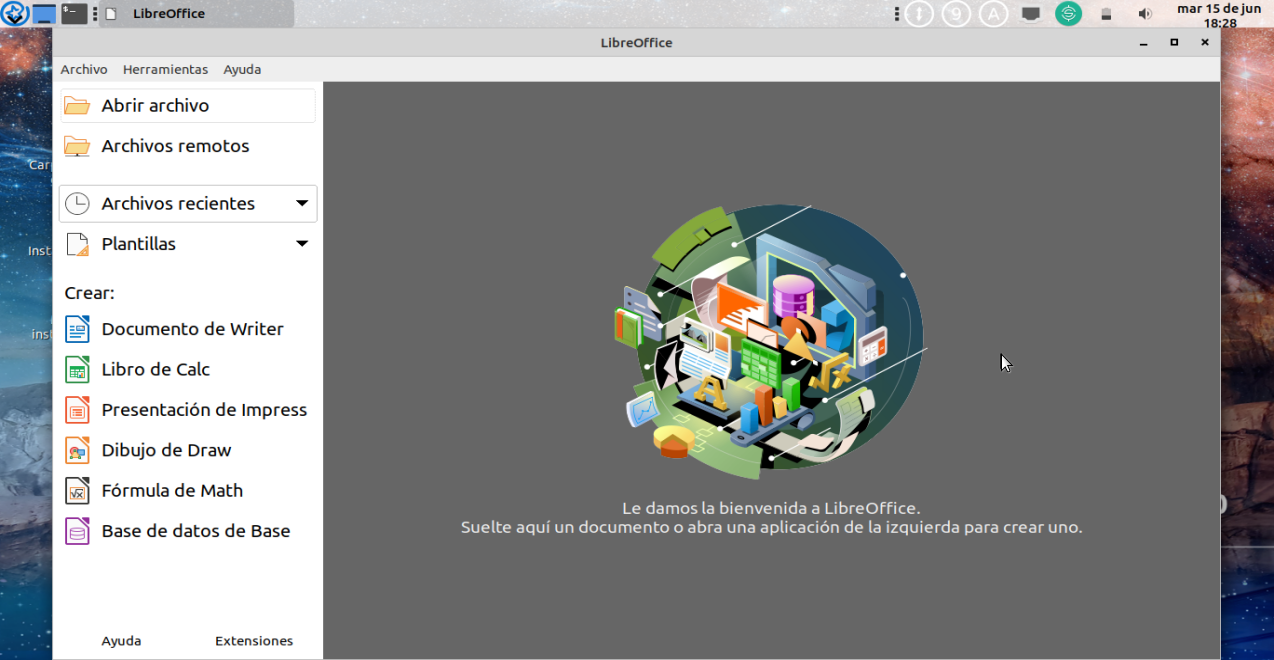 LibreOffice
mar 15 de jun
18:28
LibreOffice
Archivo Herramientas Ayuda
Abrir archivo
Archivos remotos
Archivos recientes
Plantillas
Crear:
Documento de Writer
Libro de Calc
Presentación de Impress
Dibujo de Draw
Fórmula de Math
Base de datos de Base
Le damos la bienvenida a LibreOffice.
Suelte aquí un documento o abra una aplicación de la izquierda para crear uno.
Ayuda Extensiones